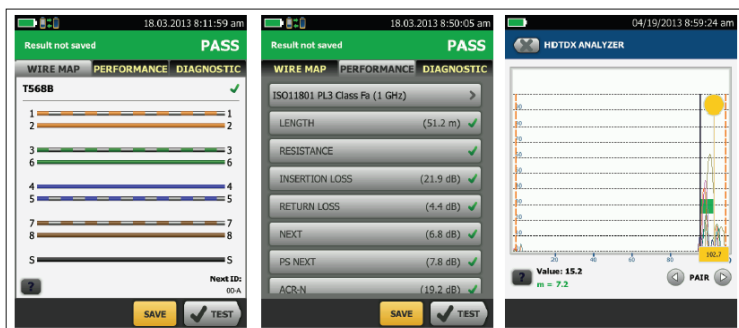 18.03.2013 8:11:59 am
Result not saved PASS
WIRE MAP PERFORMANCE DIAGNOSTIC
T568B
1 1
2 2
3 3
6 6
4 4
5 5
7 7
8 8
S S
Next ID:
? 00-A
SAVE TEST
18.03.2013 8:50:05 am
Result not saved PASS
WIRE MAP PERFORMANCE DIAGNOSTIC
ISO11801 PL3 Class Fa (1 GHz) >
LENGTH (51.2 m)
RESISTANCE
INSERTION LOSS (21.9 dB)
RETURN LOSS (4.4 dB)
NEXT (6.8 dB)
PS NEXT (7.8 dB)
ACR-N (19.2 dB)
SAVE TEST
04/19/2013 8:59:24 am
HDTDX ANALYZER
20 40 60 80
102.7
? Value: 15.2
m = 7.2
PAIR